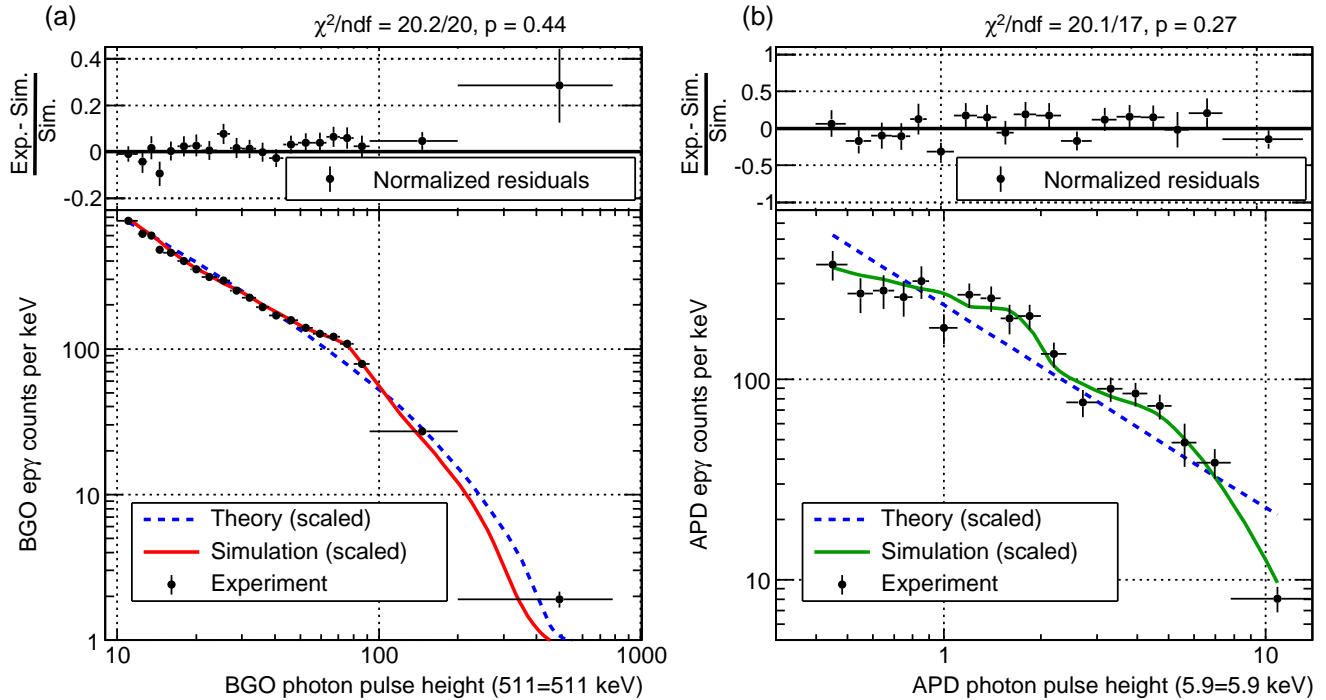 (a)
χ²/ndf = 20.2/20, p = 0.44
Exp.- Sim.
Sim.
0.4
0.2
0
-0.2
Normalized residuals
BGO epγ counts per keV
100
10
1
Theory (scaled)
Simulation (scaled)
Experiment
10
100
1000
BGO photon pulse height (511=511 keV)
(b)
χ²/ndf = 20.1/17, p = 0.27
Exp.- Sim.
Sim.
1
0.5
0
-0.5
-1
Normalized residuals
APD epγ counts per keV
100
10
Theory (scaled)
Simulation (scaled)
Experiment
1
10
APD photon pulse height (5.9=5.9 keV)